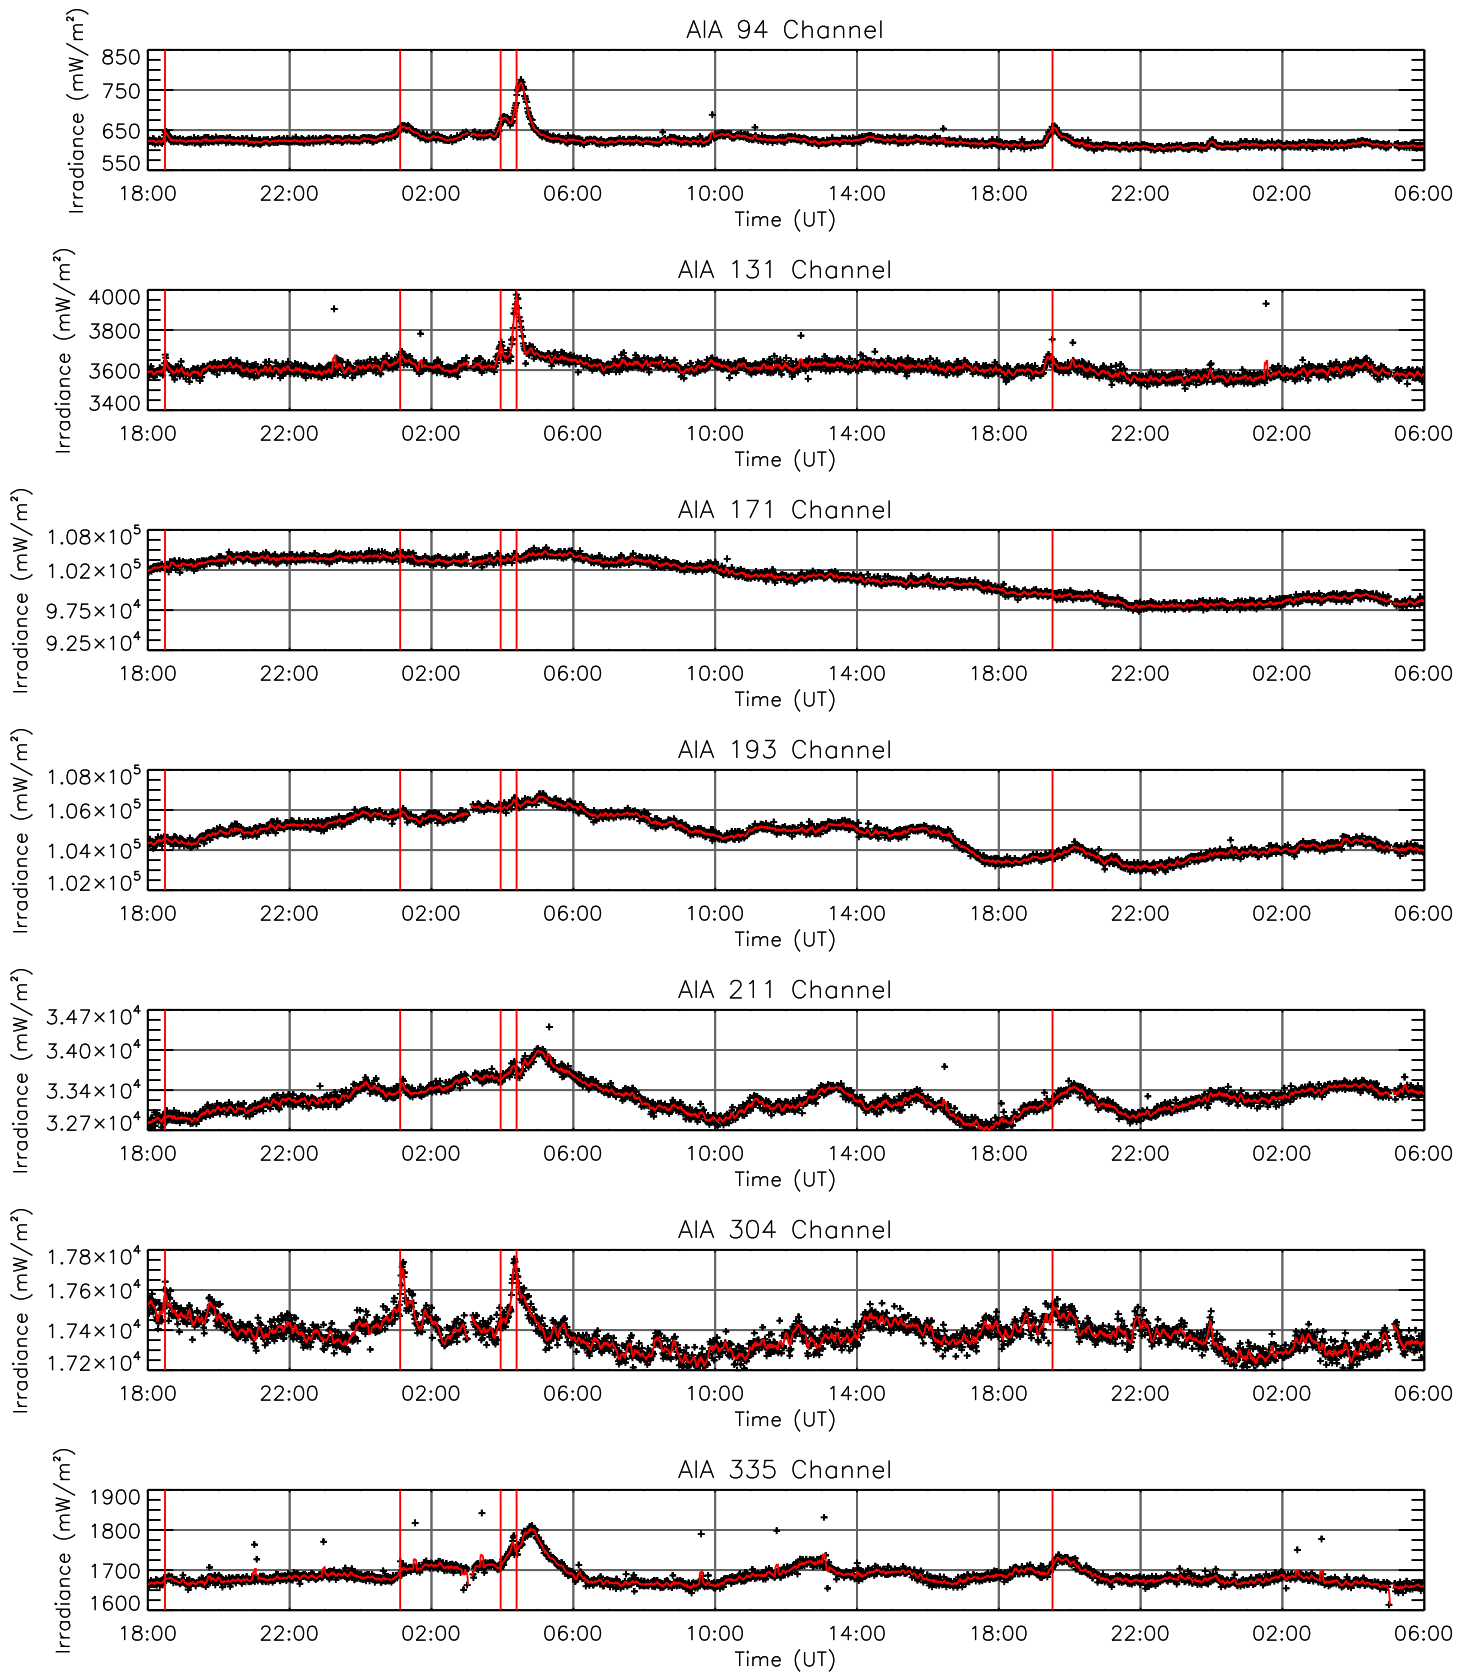 AIA 94 Channel
Irradiance (mW/m²)
850
750
650
550
18:00 22:00 02:00 06:00 10:00 14:00 18:00 22:00 02:00 06:00
Time (UT)
AIA 131 Channel
Irradiance (mW/m²)
4000
3800
3600
3400
18:00 22:00 02:00 06:00 10:00 14:00 18:00 22:00 02:00 06:00
Time (UT)
AIA 171 Channel
Irradiance (mW/m²)
1.08×10⁵
1.02×10⁵
9.75×10⁴
9.25×10⁴
18:00 22:00 02:00 06:00 10:00 14:00 18:00 22:00 02:00 06:00
Time (UT)
AIA 193 Channel
Irradiance (mW/m²)
1.08×10⁵
1.06×10⁵
1.04×10⁵
1.02×10⁵
18:00 22:00 02:00 06:00 10:00 14:00 18:00 22:00 02:00 06:00
Time (UT)
AIA 211 Channel
Irradiance (mW/m²)
3.47×10⁴
3.40×10⁴
3.34×10⁴
3.27×10⁴
18:00 22:00 02:00 06:00 10:00 14:00 18:00 22:00 02:00 06:00
Time (UT)
AIA 304 Channel
Irradiance (mW/m²)
1.78×10⁴
1.76×10⁴
1.74×10⁴
1.72×10⁴
18:00 22:00 02:00 06:00 10:00 14:00 18:00 22:00 02:00 06:00
Time (UT)
AIA 335 Channel
Irradiance (mW/m²)
1900
1800
1700
1600
18:00 22:00 02:00 06:00 10:00 14:00 18:00 22:00 02:00 06:00
Time (UT)